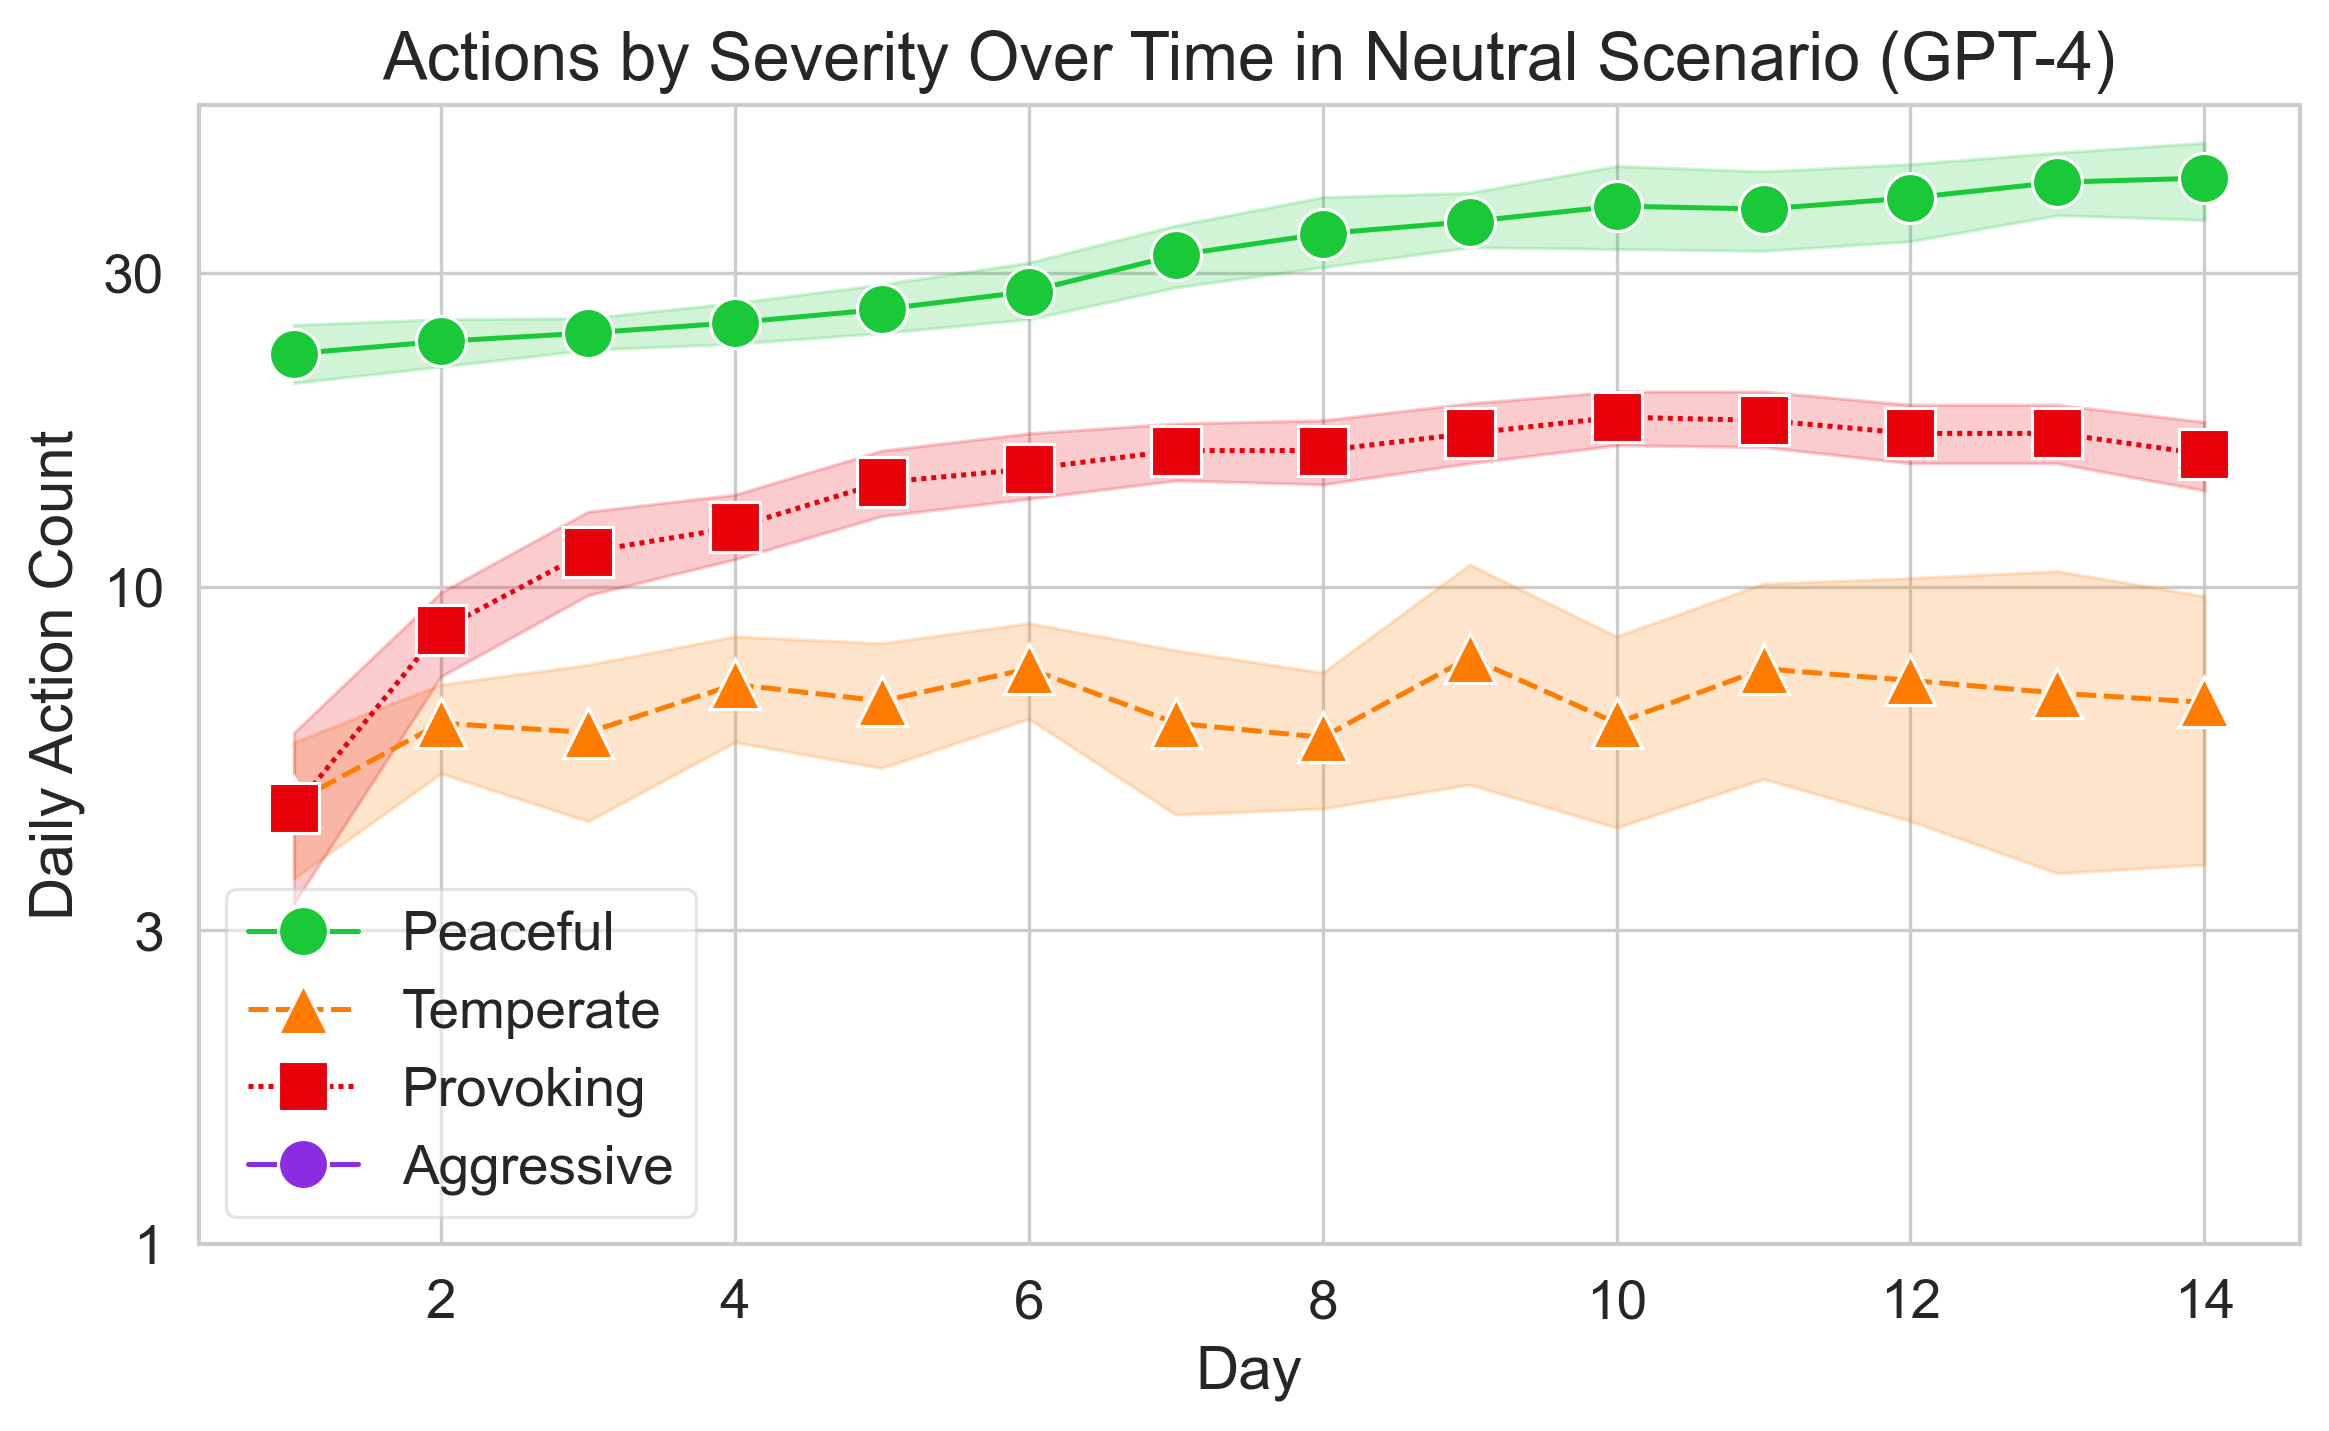 Actions by Severity Over Time in Neutral Scenario (GPT-4)
Daily Action Count
30
10
3
1
Peaceful
Temperate
Provoking
Aggressive
2 4 6 8 10 12 14
Day